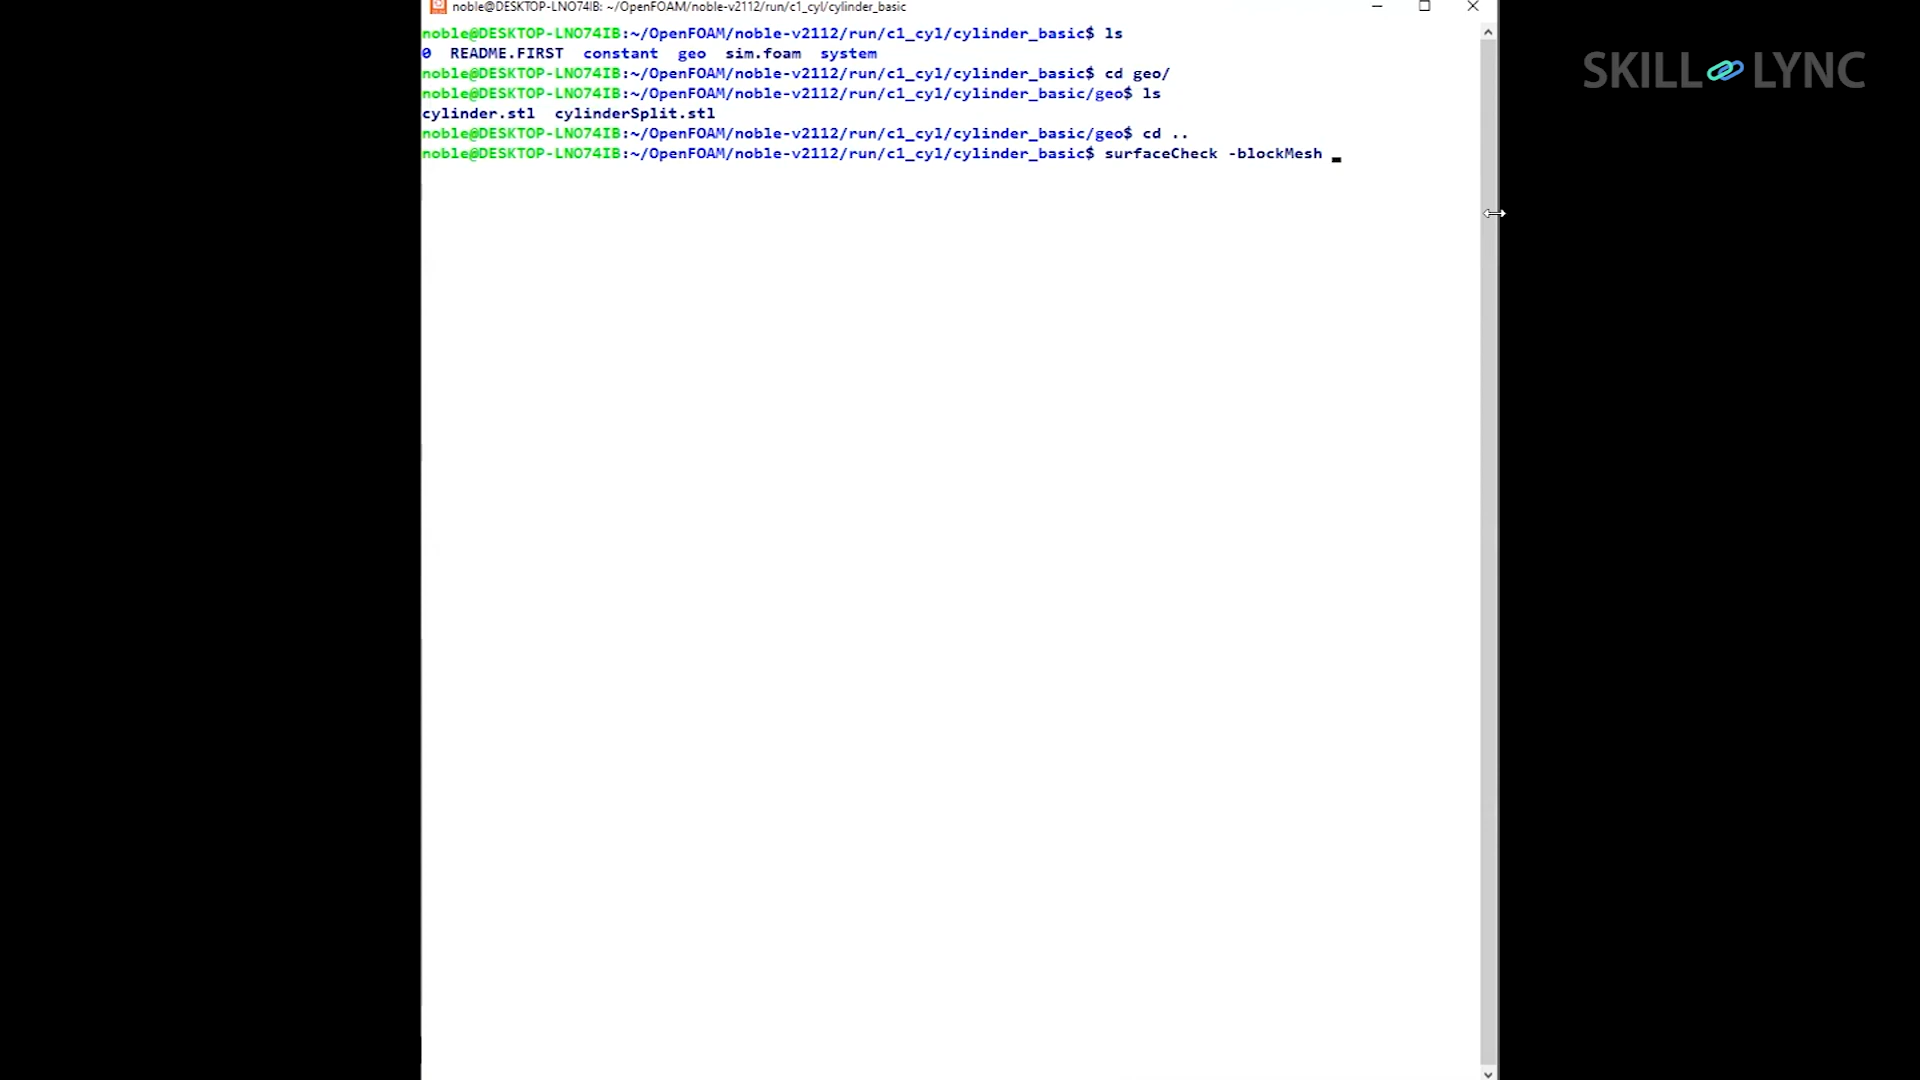 noble@DESKTOP-LNO74IB: ~/OpenFOAM/noble-v2112/run/c1_cyl/cylinder_basic
noble@DESKTOP-LNO74IB:~/OpenFOAM/noble-v2112/run/c1_cyl/cylinder_basic$ ls
0  README.FIRST  constant  geo  sim.foam  system
noble@DESKTOP-LNO74IB:~/OpenFOAM/noble-v2112/run/c1_cyl/cylinder_basic$ cd geo/
noble@DESKTOP-LNO74IB:~/OpenFOAM/noble-v2112/run/c1_cyl/cylinder_basic/geo$ ls
cylinder.stl  cylinderSplit.stl
noble@DESKTOP-LNO74IB:~/OpenFOAM/noble-v2112/run/c1_cyl/cylinder_basic/geo$ cd ..
noble@DESKTOP-LNO74IB:~/OpenFOAM/noble-v2112/run/c1_cyl/cylinder_basic$ surfaceCheck -blockMesh
SKILL LYNC